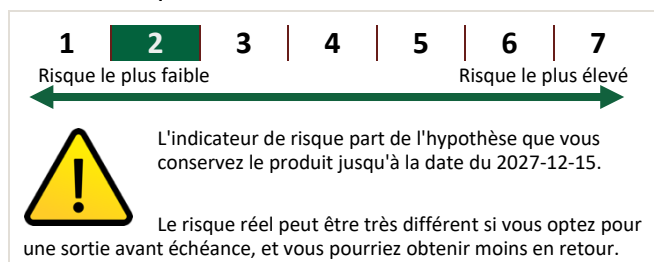 1 2 3 4 5 6 7
Risque le plus faible Risque le plus élevé
L'indicateur de risque part de l'hypothèse que vous
conservez le produit jusqu'à la date du 2027-12-15.
Le risque réel peut être très différent si vous optez pour
une sortie avant échéance, et vous pourriez obtenir moins en retour.